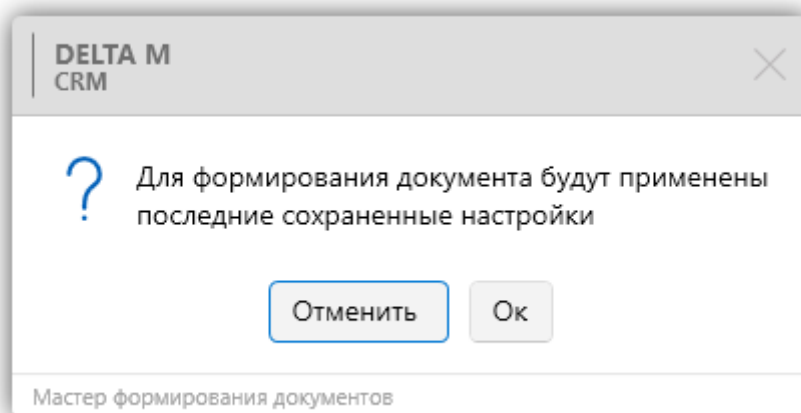 DELTA M
CRM
Для формирования документа будут применены
последние сохраненные настройки
Отменить Ок
Мастер формирования документов